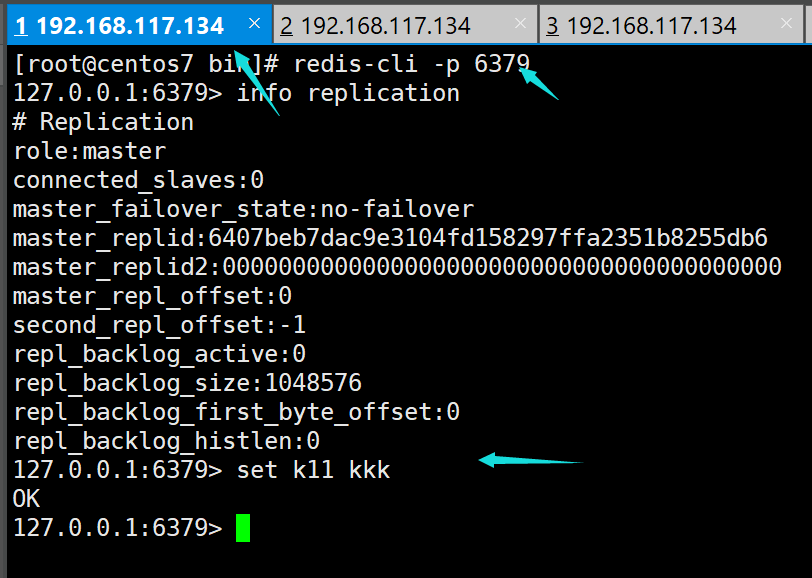 1 192.168.117.134 × 2 192.168.117.134 × 3 192.168.117.134 ×
[root@centos7 bin]# redis-cli -p 6379
127.0.0.1:6379> info replication
# Replication
role:master
connected_slaves:0
master_failover_state:no-failover
master_replid:6407beb7dac9e3104fd158297ffa2351b8255db6
master_replid2:0000000000000000000000000000000000000000
master_repl_offset:0
second_repl_offset:-1
repl_backlog_active:0
repl_backlog_size:1048576
repl_backlog_first_byte_offset:0
repl_backlog_histlen:0
127.0.0.1:6379> set k11 kkk
OK
127.0.0.1:6379>